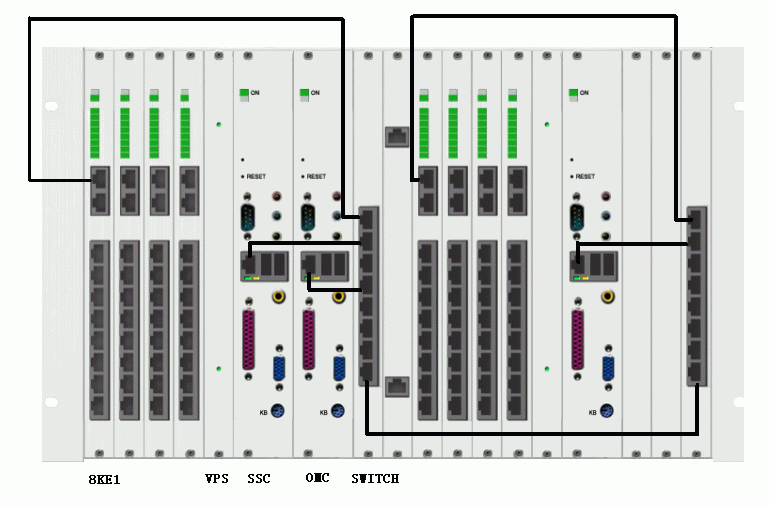 ON
ON
ON
RESET
RESET
RESET
KB
KB
KB
8KE1 VPS SSC OMC SWITCH